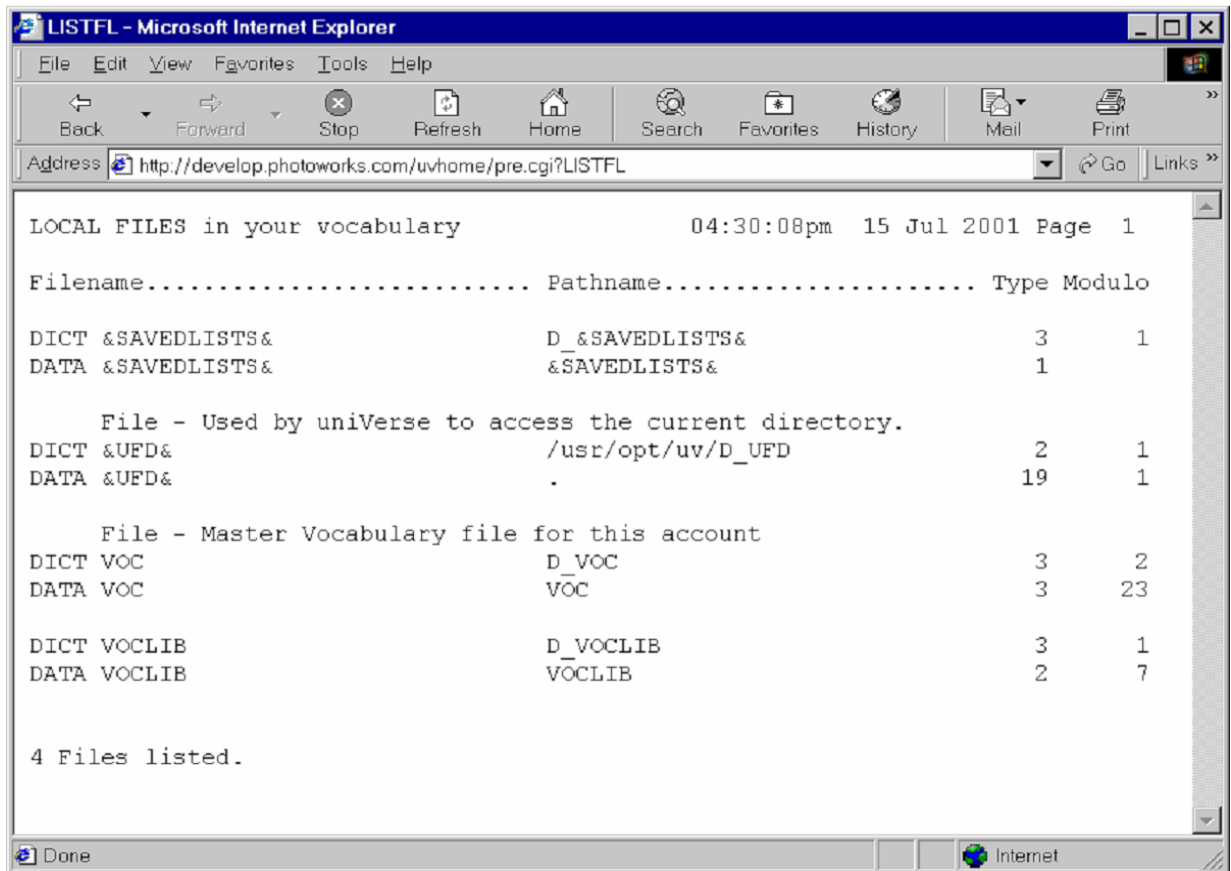 LISTFL - Microsoft Internet Explorer
File Edit View Favorites Tools Help
Back Forward Stop Refresh Home Search Favorites History Mail Print »
Address http://develop.photoworks.com/uvhome/pre.cgi?LISTFL Go Links »
LOCAL FILES in your vocabulary 04:30:08pm 15 Jul 2001 Page 1
Filename........................... Pathname...................... Type Modulo
DICT &SAVEDLISTS& D_&SAVEDLISTS& 3 1
DATA &SAVEDLISTS& &SAVEDLISTS& 1
File - Used by uniVerse to access the current directory.
DICT &UFD& /usr/opt/uv/D_UFD 2 1
DATA &UFD& . 19 1
File - Master Vocabulary file for this account
DICT VOC D_VOC 3 2
DATA VOC VOC 3 23
DICT VOCLIB D_VOCLIB 3 1
DATA VOCLIB VOCLIB 2 7
4 Files listed.
Done Internet